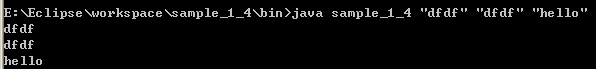 E:\Eclipse\workspace\sample_1_4\bin>java sample_1_4 "dfdf" "dfdf" "hello"
dfdf
dfdf
hello